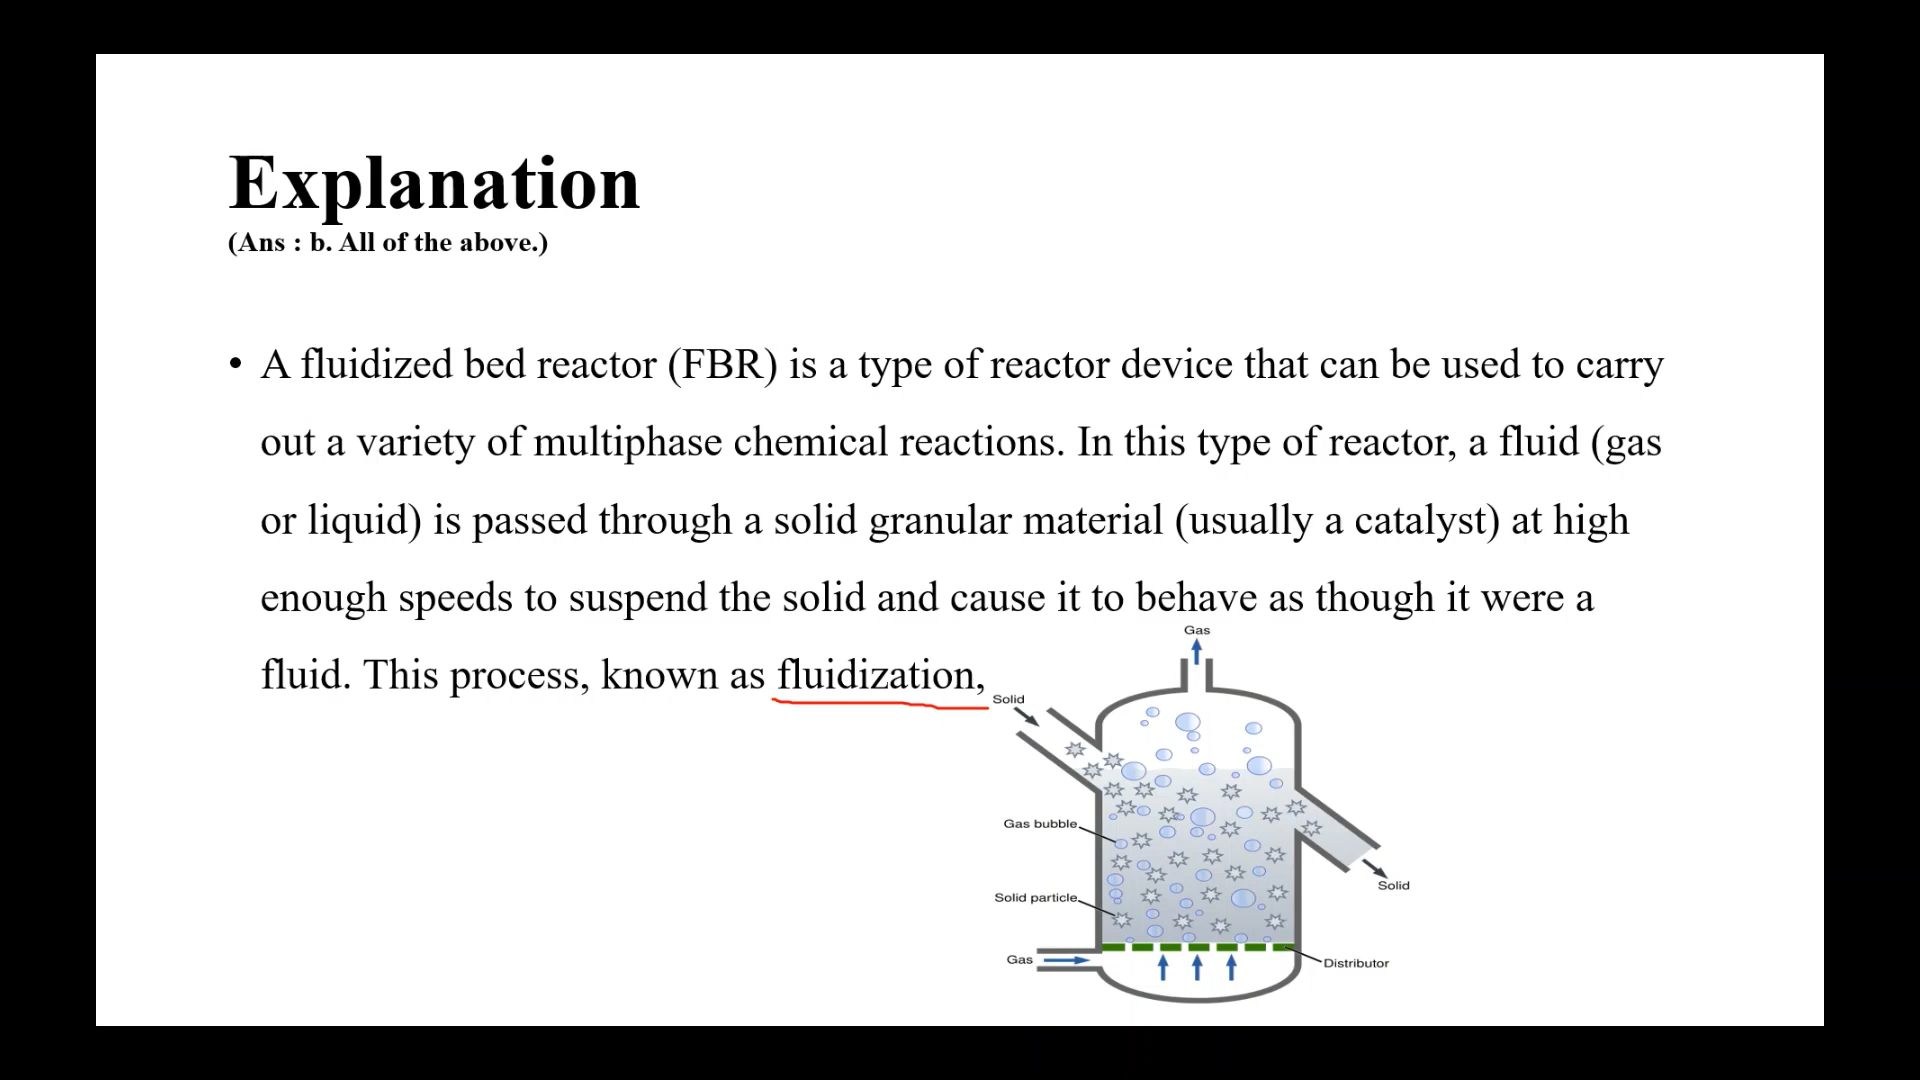 Explanation
(Ans : b. All of the above.)
• A fluidized bed reactor (FBR) is a type of reactor device that can be used to carry
out a variety of multiphase chemical reactions. In this type of reactor, a fluid (gas
or liquid) is passed through a solid granular material (usually a catalyst) at high
enough speeds to suspend the solid and cause it to behave as though it were a
fluid. This process, known as fluidization,
Gas
Solid
Gas bubble
Solid
Solid particle
Gas
Distributor